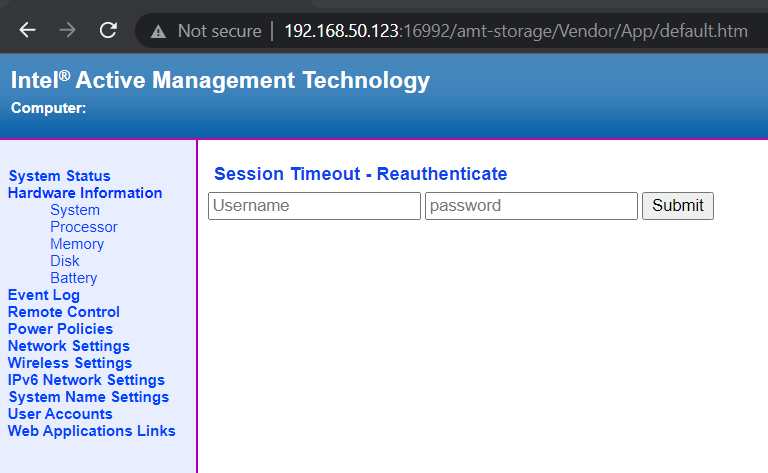 Not secure | 192.168.50.123:16992/amt-storage/Vendor/App/default.htm
Intel® Active Management Technology
Computer:
System Status
Hardware Information
System
Processor
Memory
Disk
Battery
Event Log
Remote Control
Power Policies
Network Settings
Wireless Settings
IPv6 Network Settings
System Name Settings
User Accounts
Web Applications Links
Session Timeout - Reauthenticate
Username password Submit